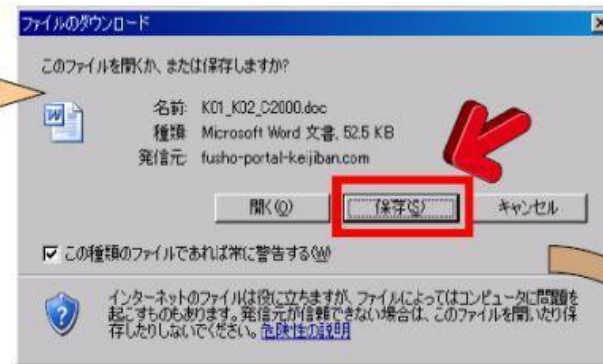 ファイルのダウンロード
このファイルを開くか、または保存しますか?
名前: K01_K02_C2000.doc
種類: Microsoft Word 文書, 52.5 KB
発信元: fusho-portal-keijiban.com
開く(O) 保存(S) キャンセル
この種類のファイルであれば常に警告する(W)
インターネットのファイルは役に立ちますが、ファイルによってはコンピュータに問題を
起こすものもあります。発信元が信頼できない場合は、このファイルを開いたり保
存したりしないでください。危険性の説明